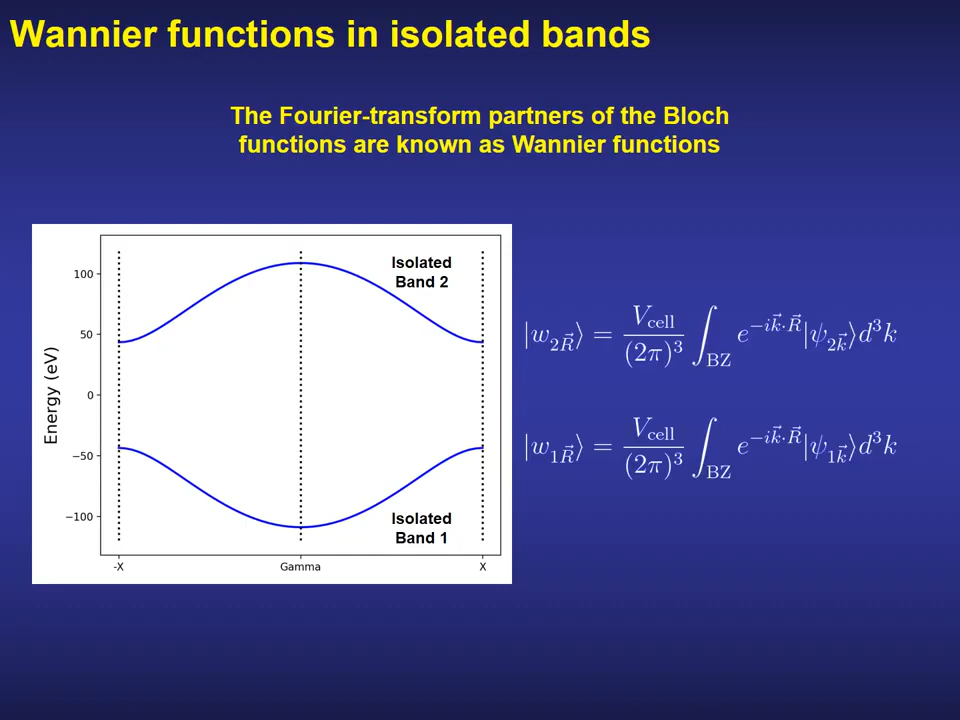 Wannier functions in isolated bands
The Fourier-transform partners of the Bloch
functions are known as Wannier functions
Isolated
Band 2
100
50
0
−50
−100
Energy (eV)
Isolated
Band 1
-X Gamma X
$|w_{2\vec{R}}\rangle = \frac{V_{\text{cell}}}{(2\pi)^3} \int_{\text{BZ}} e^{-i\vec{k}\cdot\vec{R}} |\psi_{2\vec{k}}\rangle d^3k$
$|w_{1\vec{R}}\rangle = \frac{V_{\text{cell}}}{(2\pi)^3} \int_{\text{BZ}} e^{-i\vec{k}\cdot\vec{R}} |\psi_{1\vec{k}}\rangle d^3k$